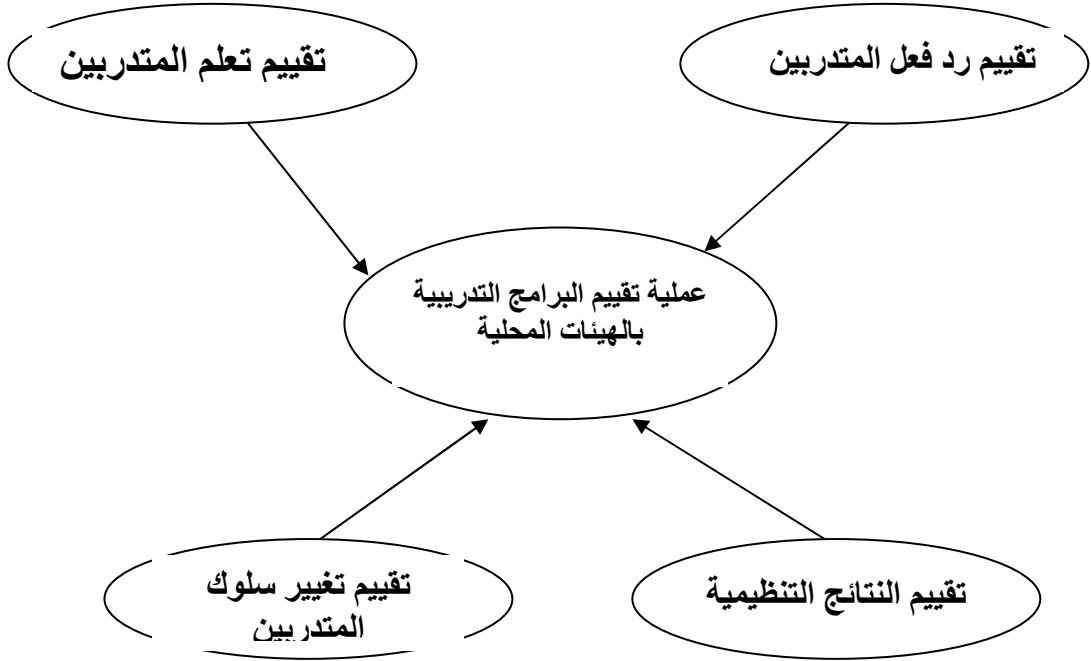 تقييم رد فعل المتدربين
تقييم تعلم المتدربين
عملية تقييم البرامج التدريبية
بالهيئات المحلية
تقييم النتائج التنظيمية
تقييم تغيير سلوك
المتدربين